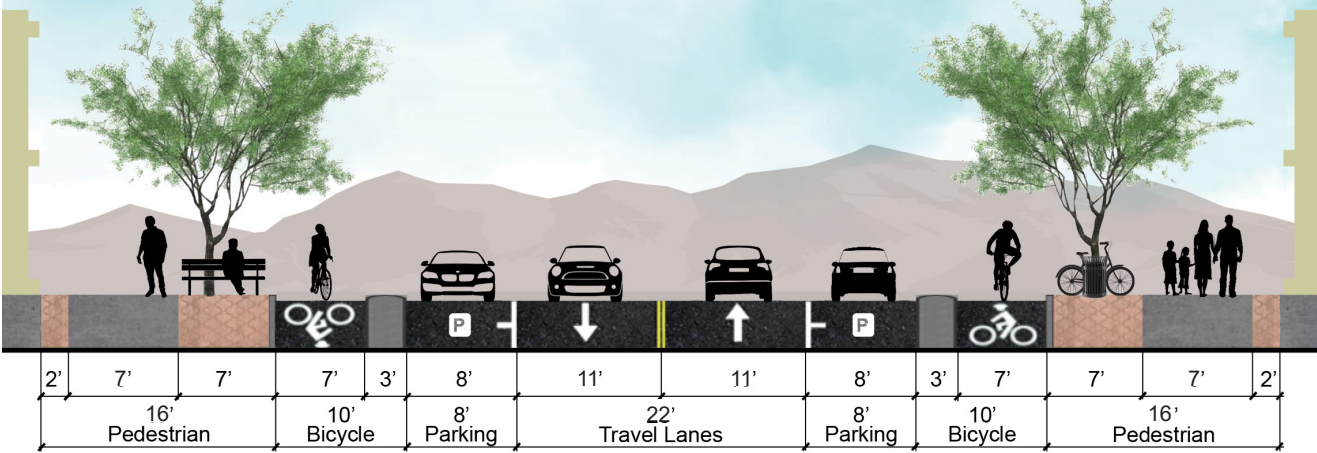 P
P
2’ 7’ 7’ 7’ 3’ 8’ 11’ 11’ 8’ 3’ 7’ 7’ 7’ 2’
16’ 10’ 8’ 22’ 8’ 10’ 16’
Pedestrian Bicycle Parking Travel Lanes Parking Bicycle Pedestrian